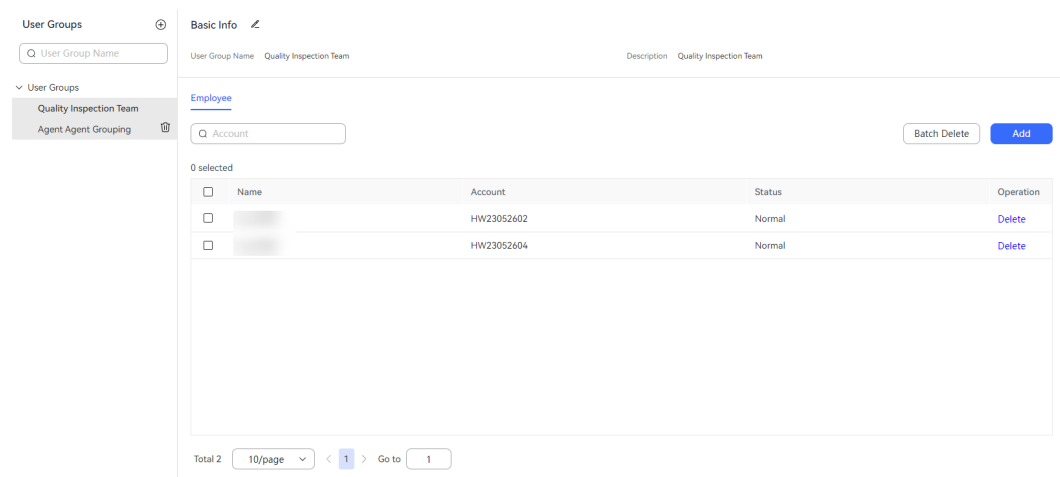 User Groups
User Group Name
User Groups
Quality Inspection Team
Agent Agent Grouping
Basic Info
User Group Name Quality Inspection Team Description Quality Inspection Team
Employee
Account Batch Delete Add
0 selected
Name Account Status Operation
HW23052602 Normal Delete
HW23052604 Normal Delete
Total 2 10/page < 1 > Go to 1